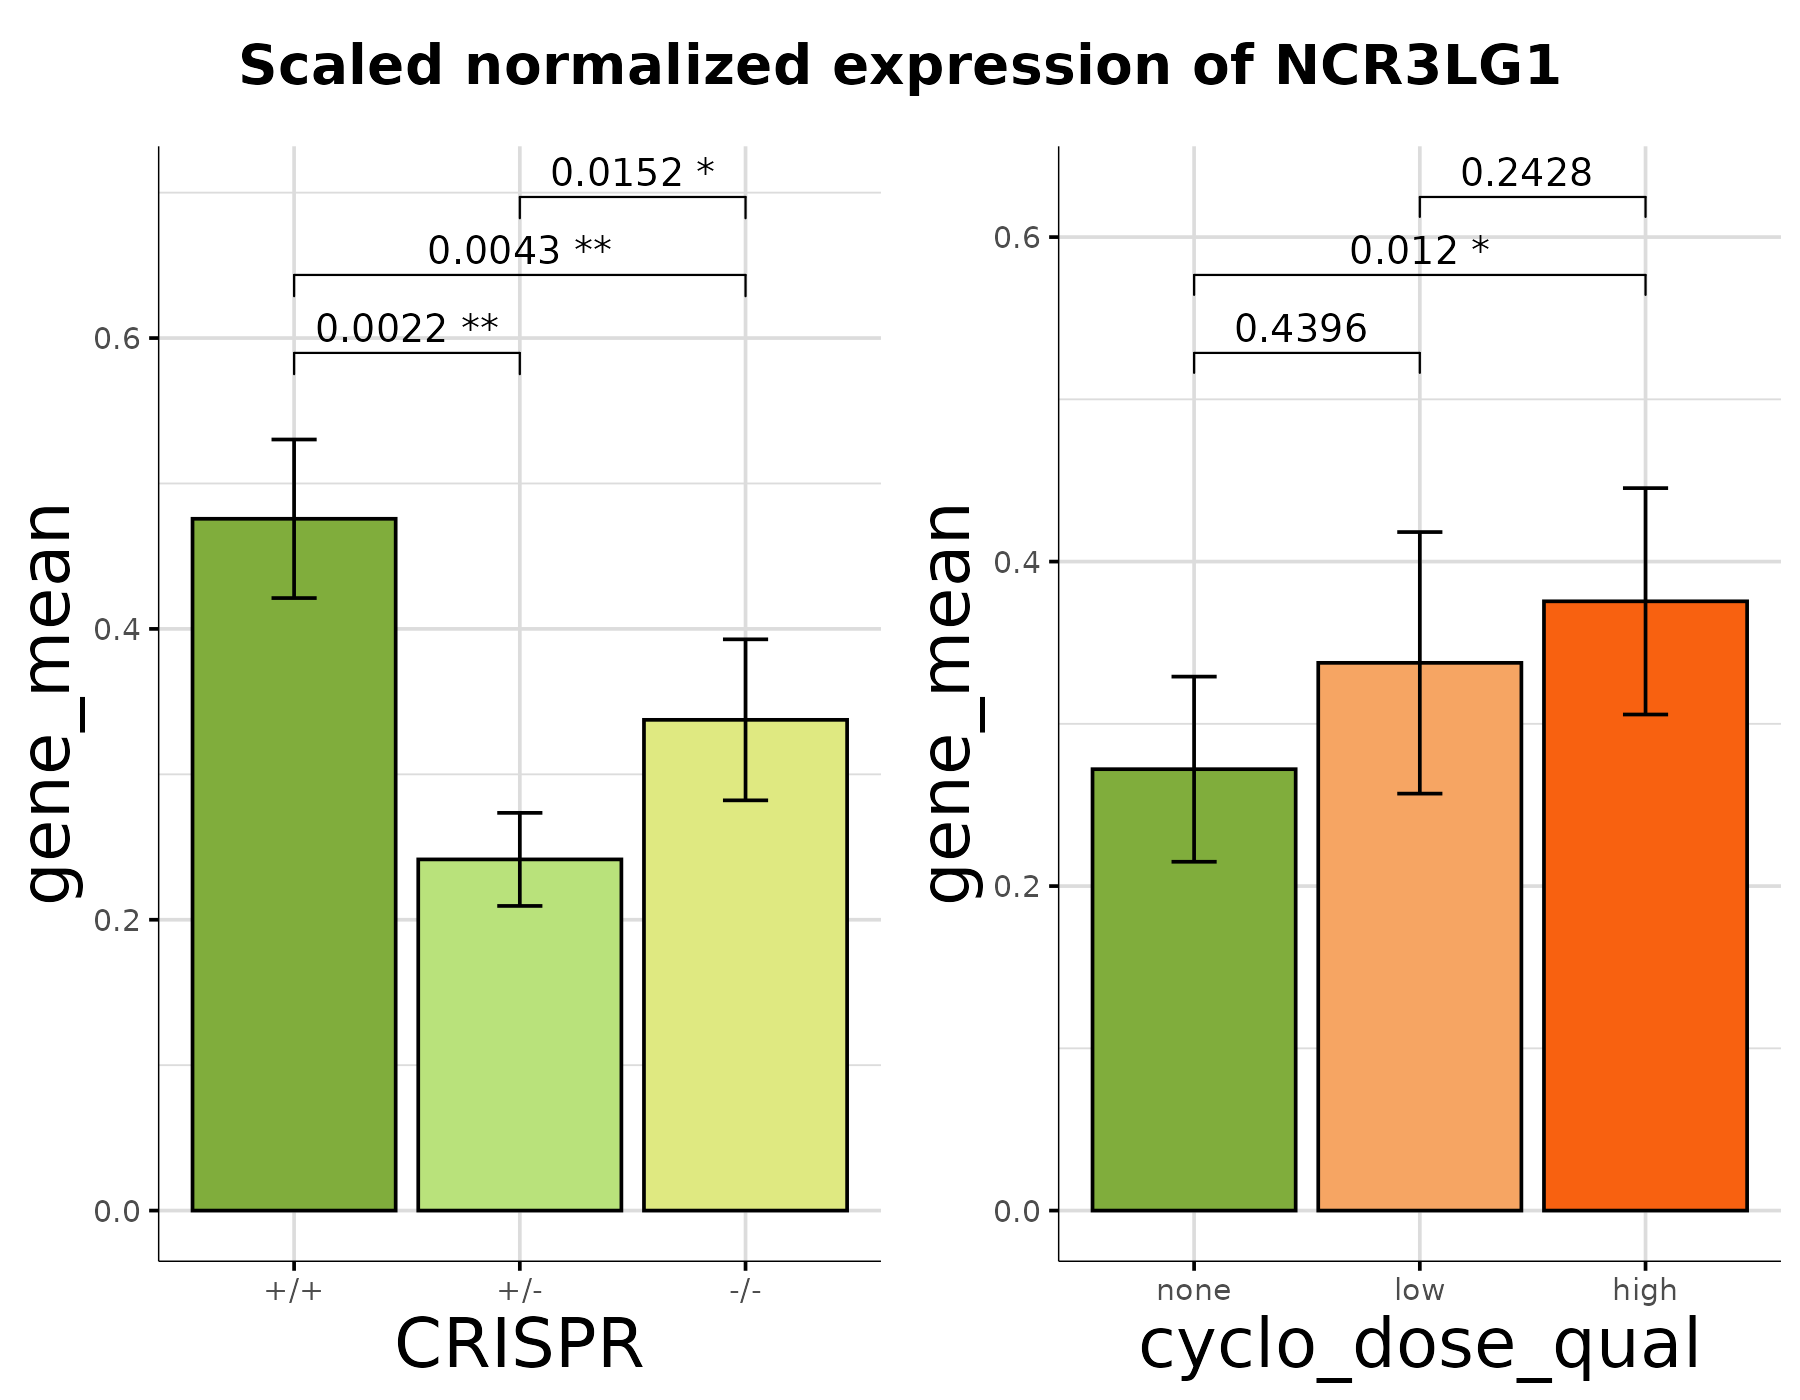 Scaled normalized expression of NCR3LG1
gene_mean
0.6
0.4
0.2
0.0
0.0152 *
0.0043 **
0.0022 **
+/+ +/- -/-
CRISPR
gene_mean
0.6
0.4
0.2
0.0
0.2428
0.012 *
0.4396
none low high
cyclo_dose_qual